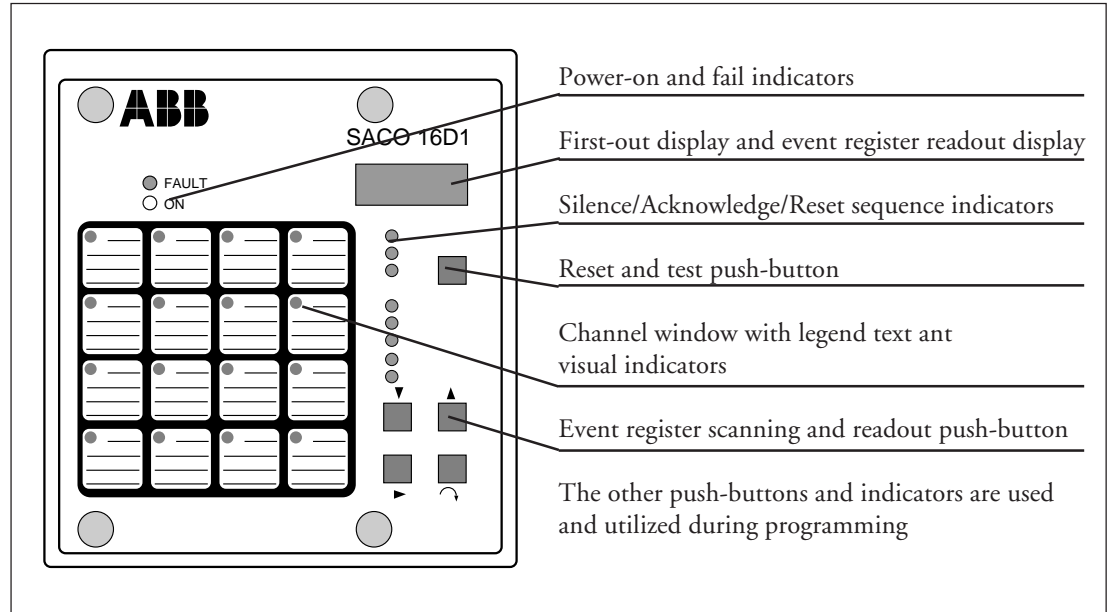 ABB
SACO 16D1
FAULT
ON
Power-on and fail indicators
First-out display and event register readout display
Silence/Acknowledge/Reset sequence indicators
Reset and test push-button
Channel window with legend text ant
visual indicators
Event register scanning and readout push-button
The other push-buttons and indicators are used
and utilized during programming